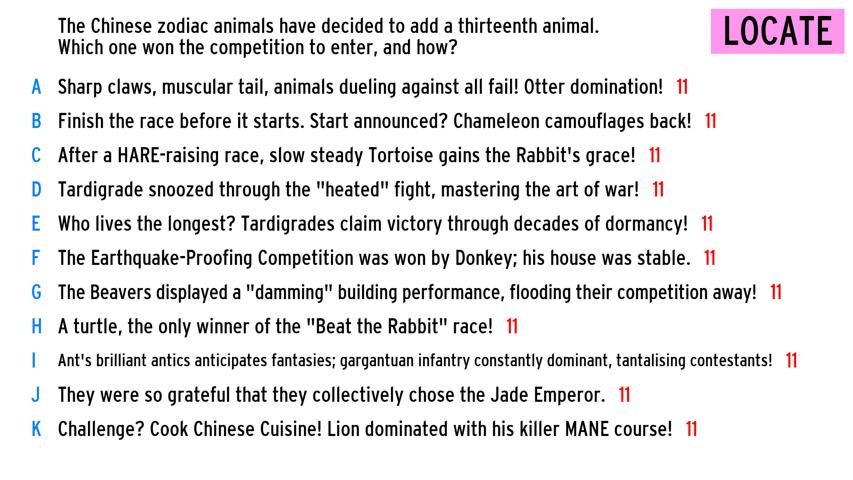 The Chinese zodiac animals have decided to add a thirteenth animal.
Which one won the competition to enter, and how?
LOCATE
A Sharp claws, muscular tail, animals dueling against all fail! Otter domination! 11
B Finish the race before it starts. Start announced? Chameleon camouflages back! 11
C After a HARE-raising race, slow steady Tortoise gains the Rabbit's grace! 11
D Tardigrade snoozed through the "heated" fight, mastering the art of war! 11
E Who lives the longest? Tardigrades claim victory through decades of dormancy! 11
F The Earthquake-Proofing Competition was won by Donkey; his house was stable. 11
G The Beavers displayed a "damming" building performance, flooding their competition away! 11
H A turtle, the only winner of the "Beat the Rabbit" race! 11
I Ant's brilliant antics anticipates fantasies; gargantuan infantry constantly dominant, tantalising contestants! 11
J They were so grateful that they collectively chose the Jade Emperor. 11
K Challenge? Cook Chinese Cuisine! Lion dominated with his killer MANE course! 11